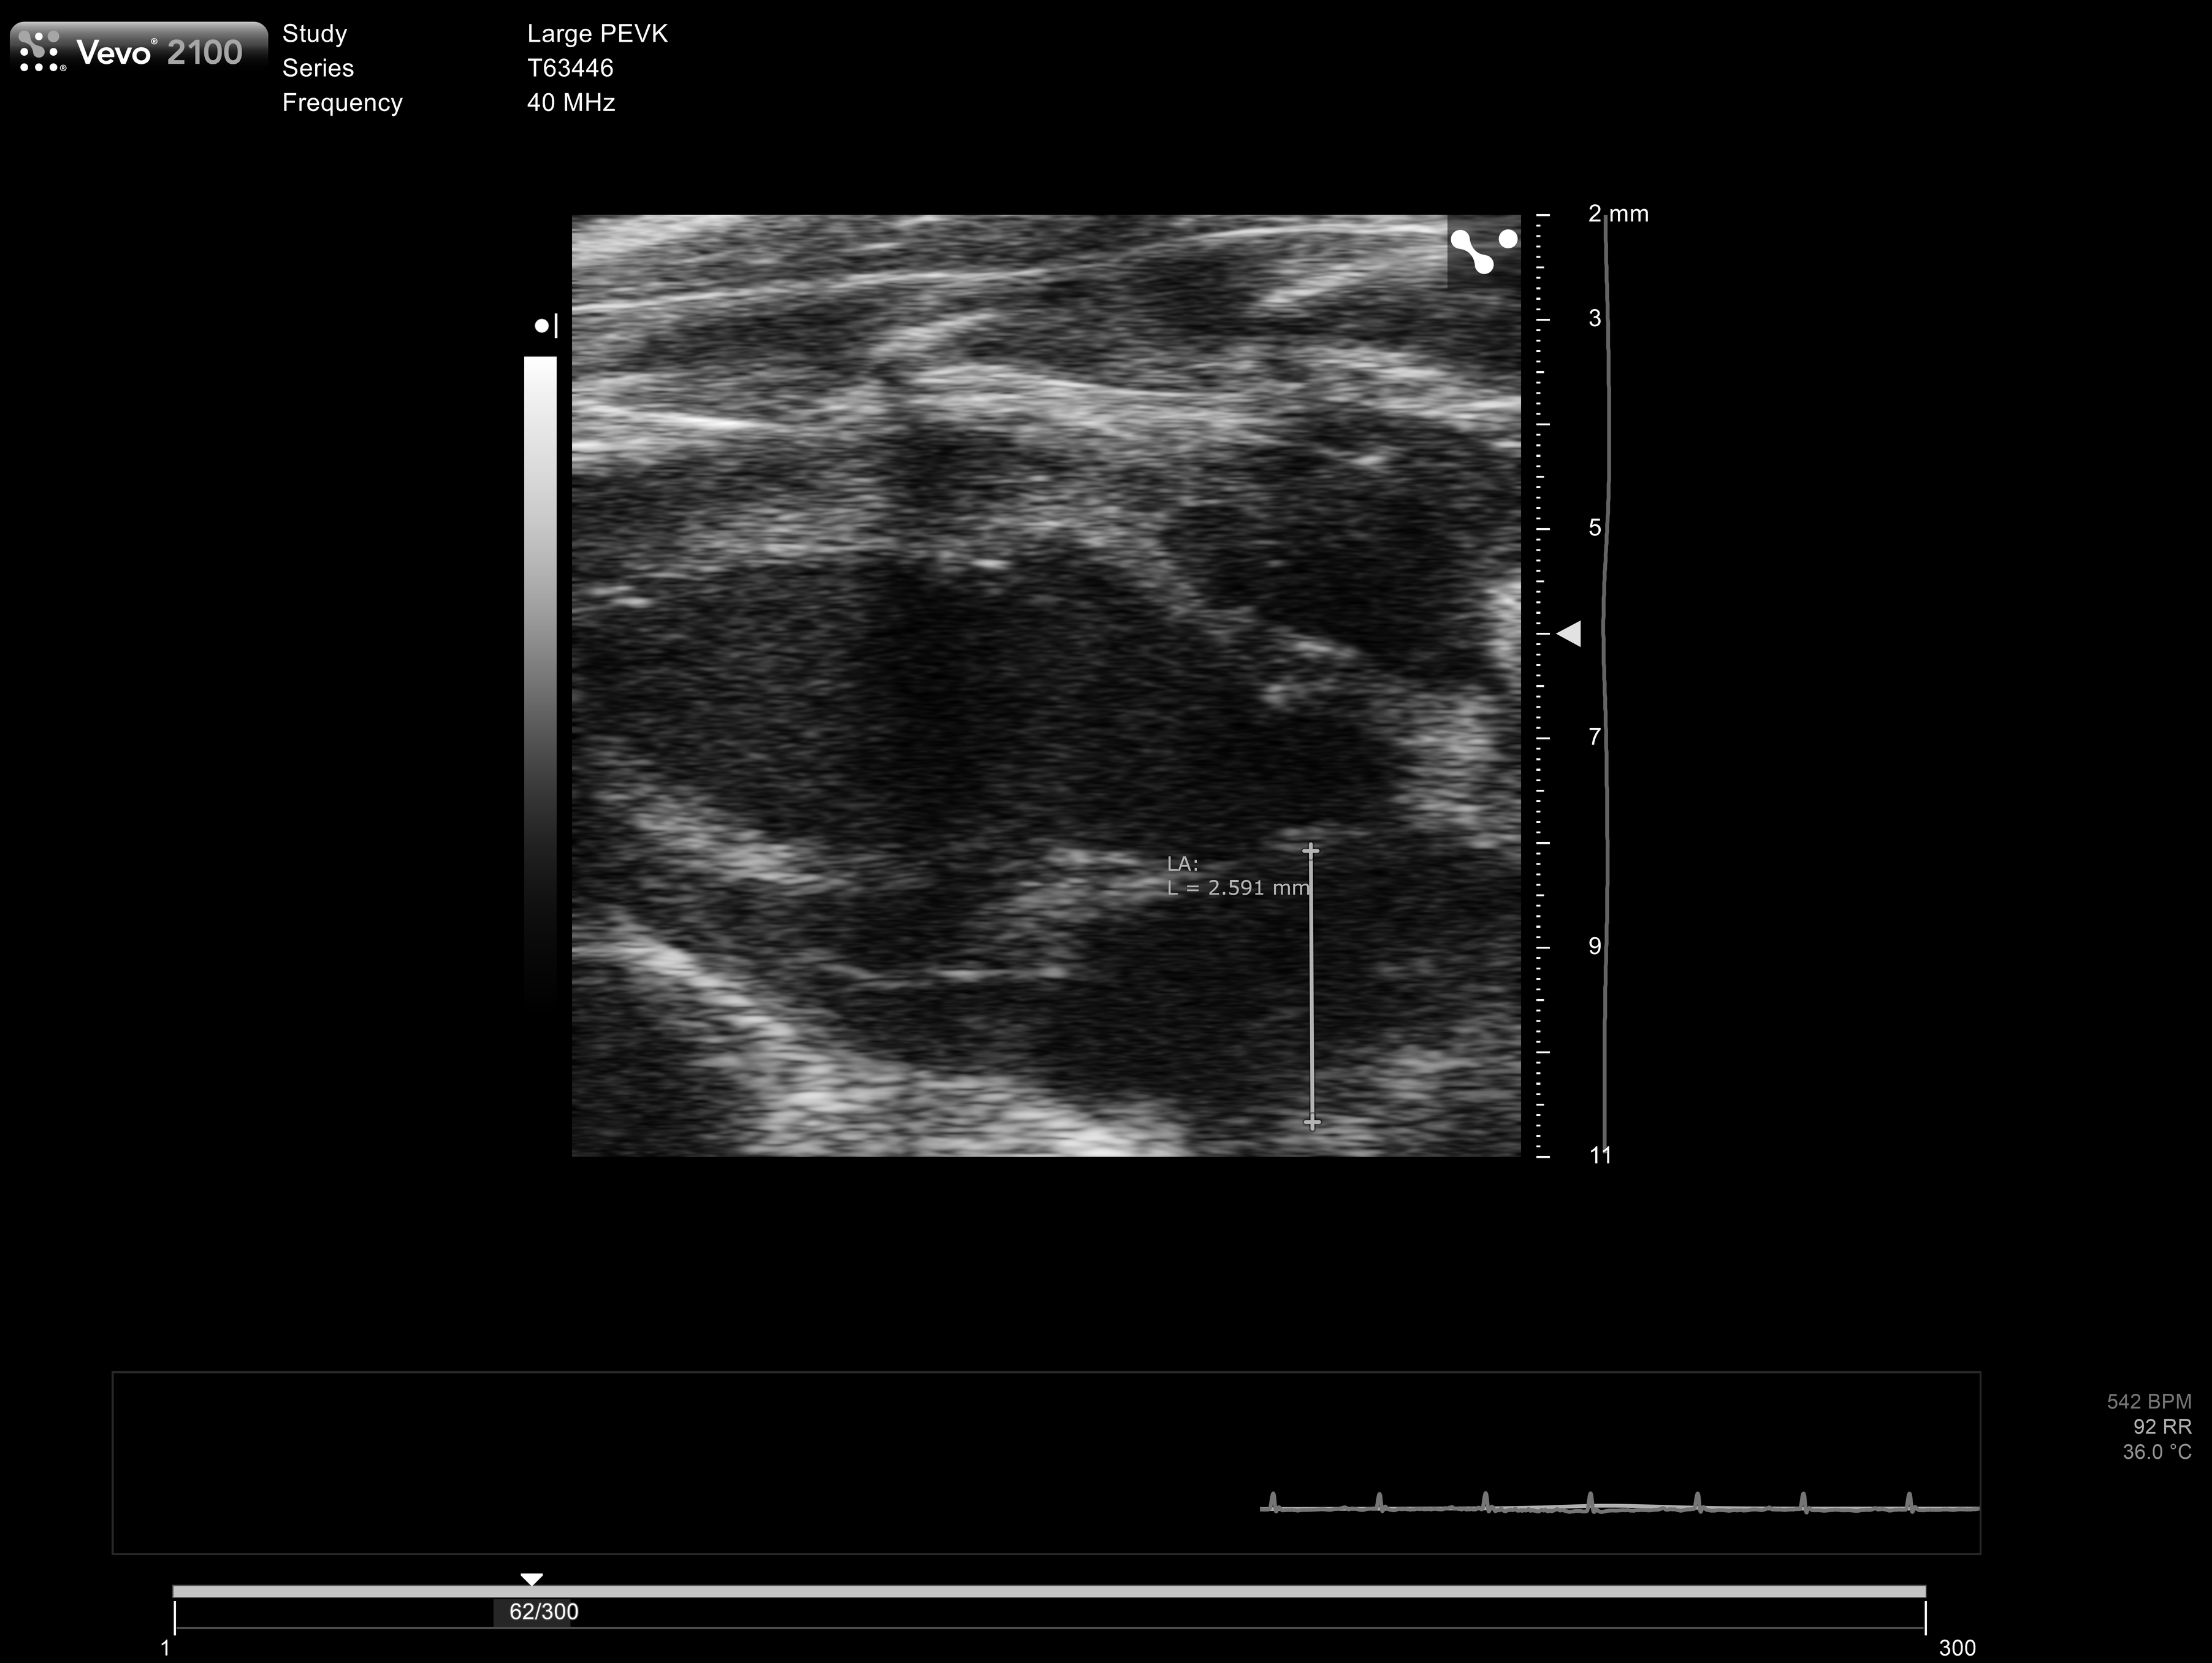 Vevo® 2100
Study Large PEVK
Series T63446
Frequency 40 MHz
2 mm
3
5
7
9
11
LA:
L = 2.591 mm
542 BPM
92 RR
36.0 °C
62/300
1
300